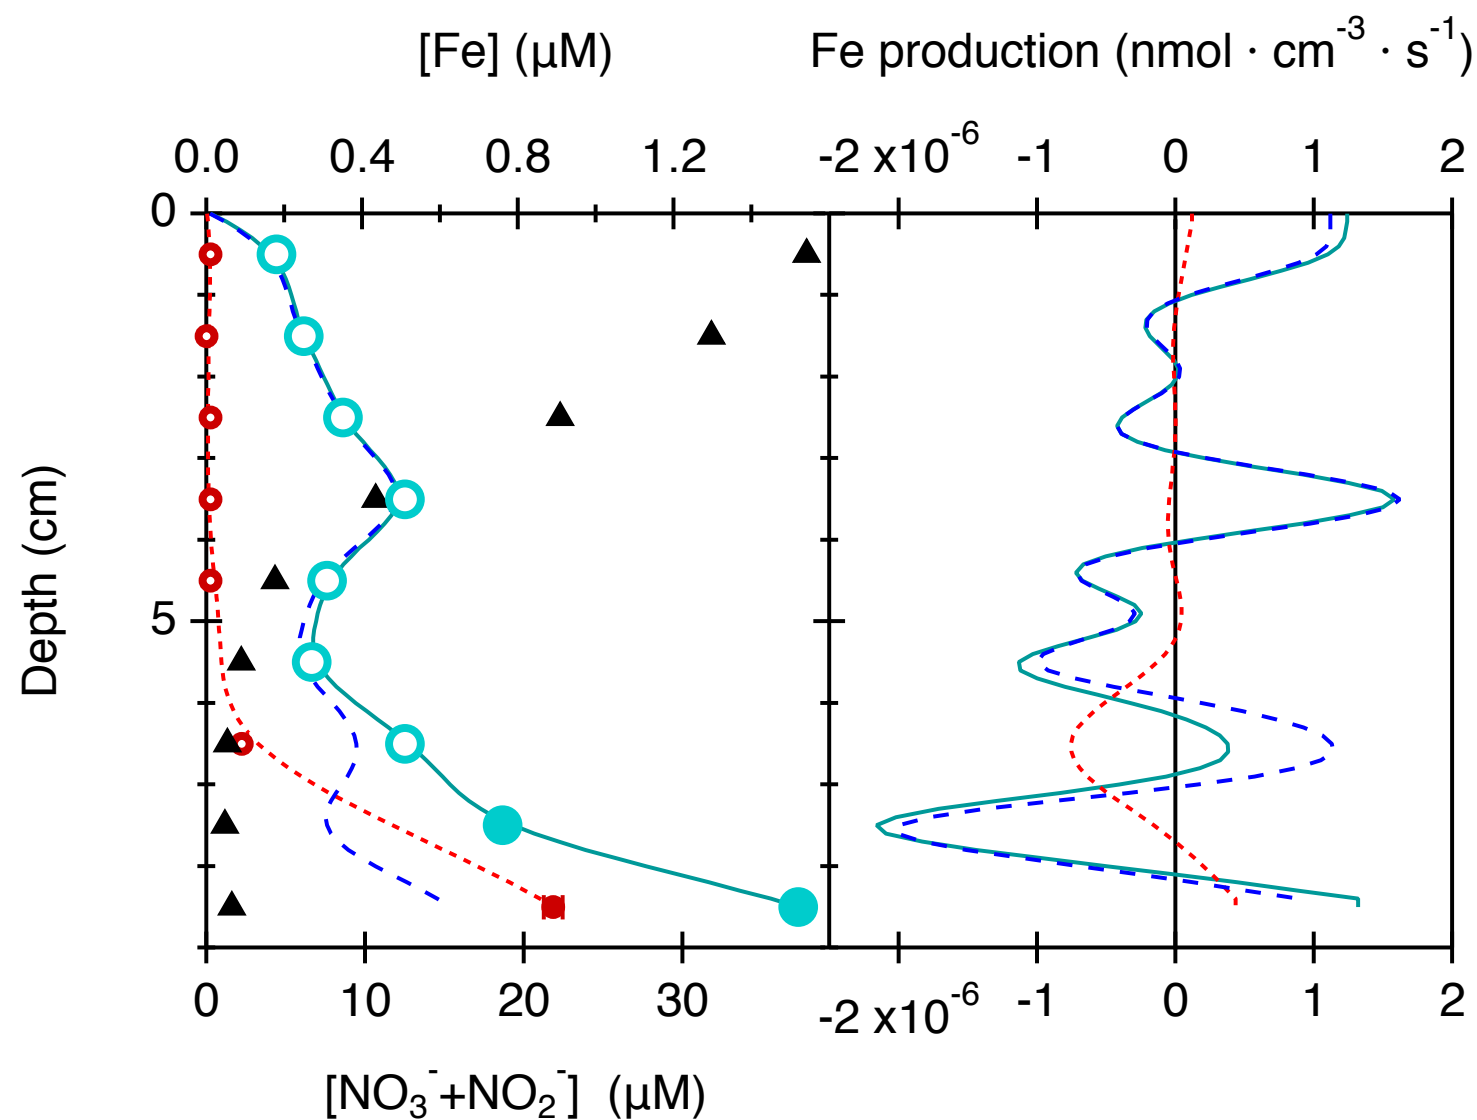 [Fe] (µM)
Fe production (nmol · cm⁻³ · s⁻¹)
0.0 0.4 0.8 1.2
-2 x10⁻⁶ -1 0 1 2
0
5
Depth (cm)
0 10 20 30
-2 x10⁻⁶ -1 0 1 2
[NO₃⁻+NO₂⁻] (µM)